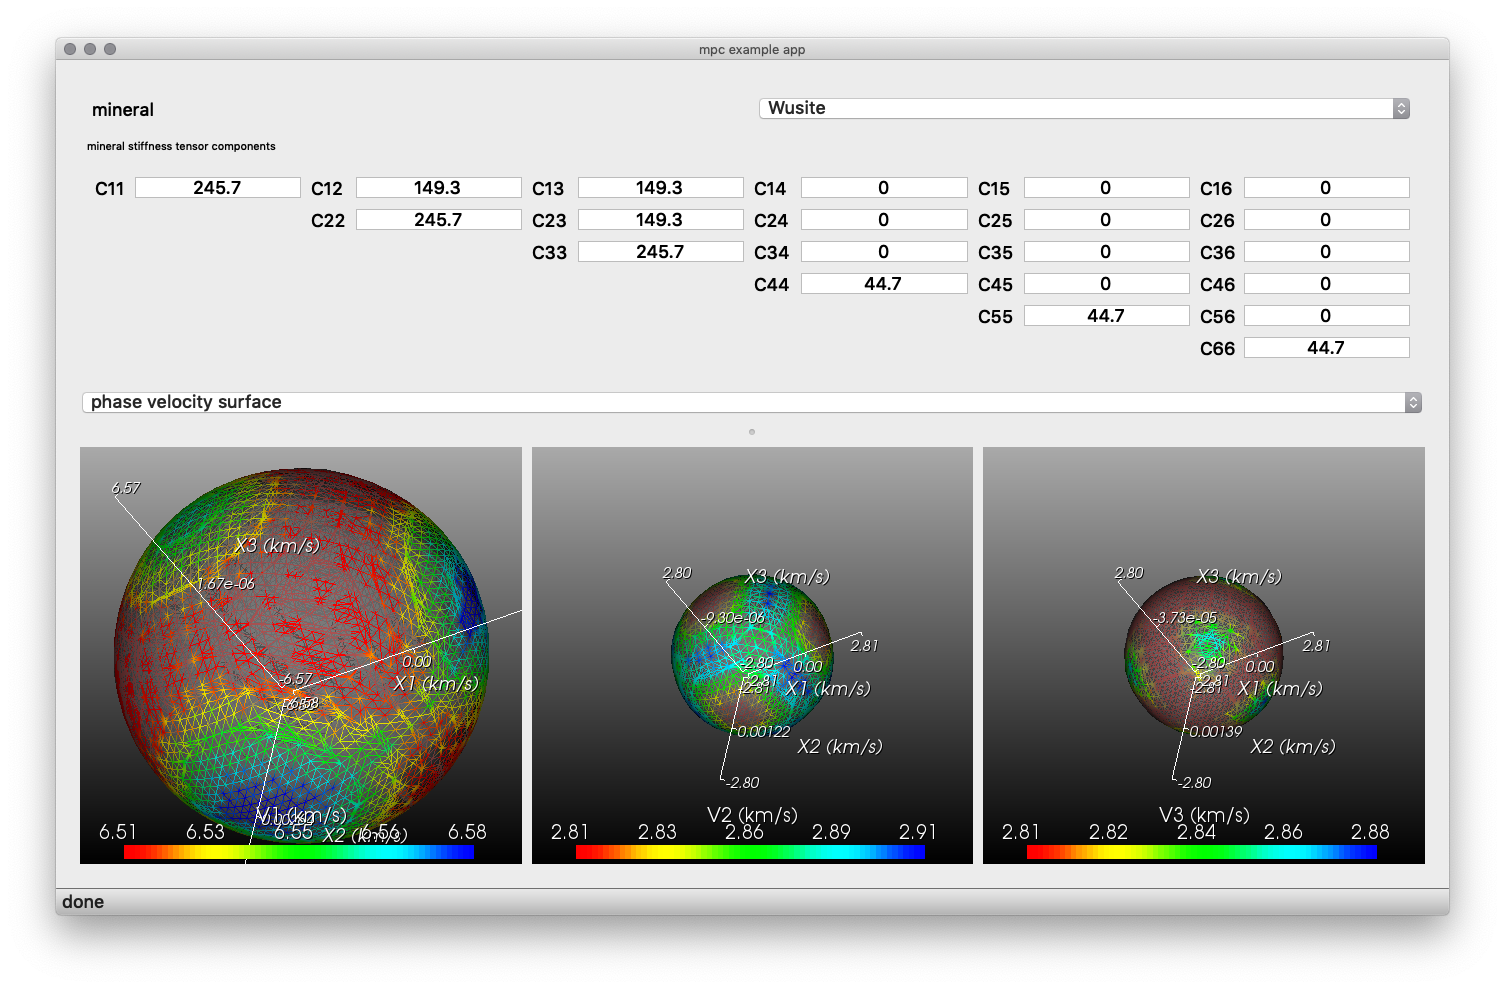 mpc example app
mineral
Wusite
mineral stiffness tensor components
C11 245.7 C12 149.3 C13 149.3 C14 0 C15 0 C16 0
C22 245.7 C23 149.3 C24 0 C25 0 C26 0
C33 245.7 C34 0 C35 0 C36 0
C44 44.7 C45 0 C46 0
C55 44.7 C56 0
C66 44.7
phase velocity surface
6.57
X3 (km/s)
1.67e-06
0.00
-6.57
X1 (km/s)
V1 (km/s)
X2 (km/s)
6.51 6.53 6.55 6.56 6.58
2.80
X3 (km/s)
-9.30e-06
2.81
-2.80
0.00
2.81
-2.81
X1 (km/s)
0.00122
X2 (km/s)
-2.80
V2 (km/s)
2.81 2.83 2.86 2.89 2.91
2.80
X3 (km/s)
-3.73e-05
2.81
-2.80
0.00
2.81
-2.81
X1 (km/s)
0.00139
X2 (km/s)
-2.80
V3 (km/s)
2.81 2.82 2.84 2.86 2.88
done